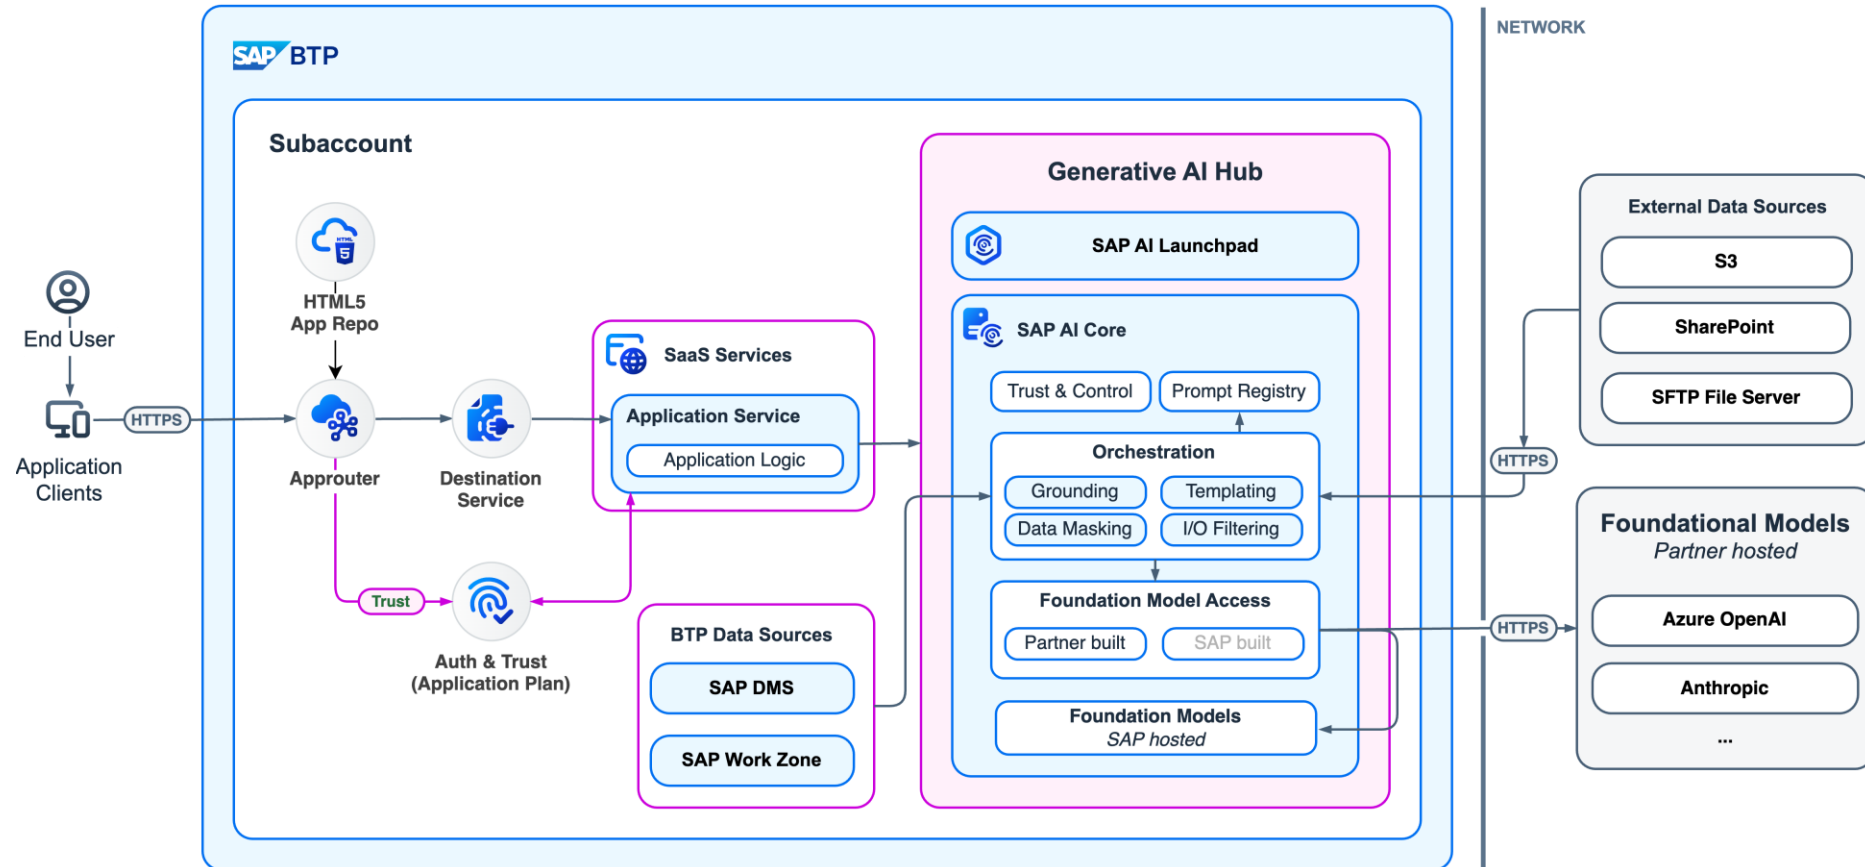 SAP BTP
NETWORK
Subaccount
Generative AI Hub
External Data Sources
S3
SharePoint
SFTP File Server
SAP AI Launchpad
HTML
5
HTML5
App Repo
End User
SaaS Services
SAP AI Core
Trust & Control
Prompt Registry
Application Service
Application Logic
HTTPS
Application
Clients
Approuter
Destination
Service
Orchestration
Grounding
Templating
Data Masking
I/O Filtering
HTTPS
Foundational Models
Partner hosted
Azure OpenAI
Anthropic
...
Trust
Auth & Trust
(Application Plan)
BTP Data Sources
SAP DMS
SAP Work Zone
Foundation Model Access
Partner built
SAP built
HTTPS
Foundation Models
SAP hosted